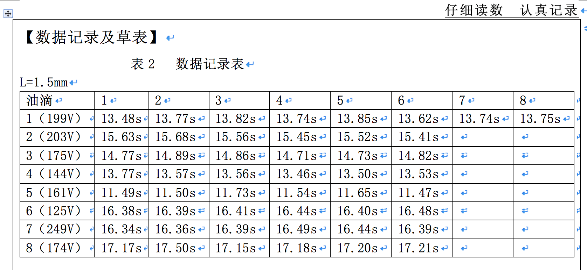 仔细读数 认真记录
【数据记录及草表】
表 2 数据记录表
L=1.5mm
油滴 1 2 3 4 5 6 7 8
1（199V） 13.48s 13.77s 13.82s 13.74s 13.85s 13.62s 13.74s 13.75s
2（203V） 15.63s 15.68s 15.56s 15.45s 15.52s 15.41s
3（175V） 14.77s 14.89s 14.86s 14.71s 14.73s 14.82s
4（144V） 13.77s 13.57s 13.56s 13.46s 13.50s 13.53s
5（161V） 11.49s 11.50s 11.73s 11.54s 11.65s 11.47s
6（125V） 16.38s 16.39s 16.41s 16.44s 16.40s 16.48s
7（249V） 16.34s 16.36s 16.39s 16.49s 16.44s 16.39s
8（174V） 17.17s 17.50s 17.15s 17.18s 17.20s 17.21s